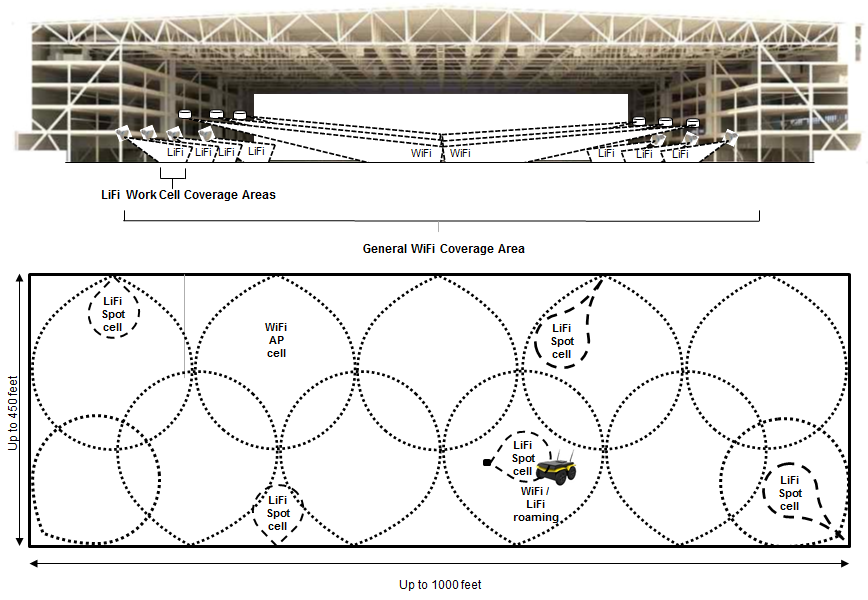 LiFi LiFi LiFi LiFi WiFi WiFi LiFi LiFi LiFi
LiFi Work Cell Coverage Areas
General WiFi Coverage Area
LiFi
Spot
cell
WiFi
AP
cell
LiFi
Spot
cell
Up to 450 feet
LiFi
Spot
cell
WiFi /
LiFi
roaming
LiFi
Spot
cell
LiFi
Spot
cell
Up to 1000 feet